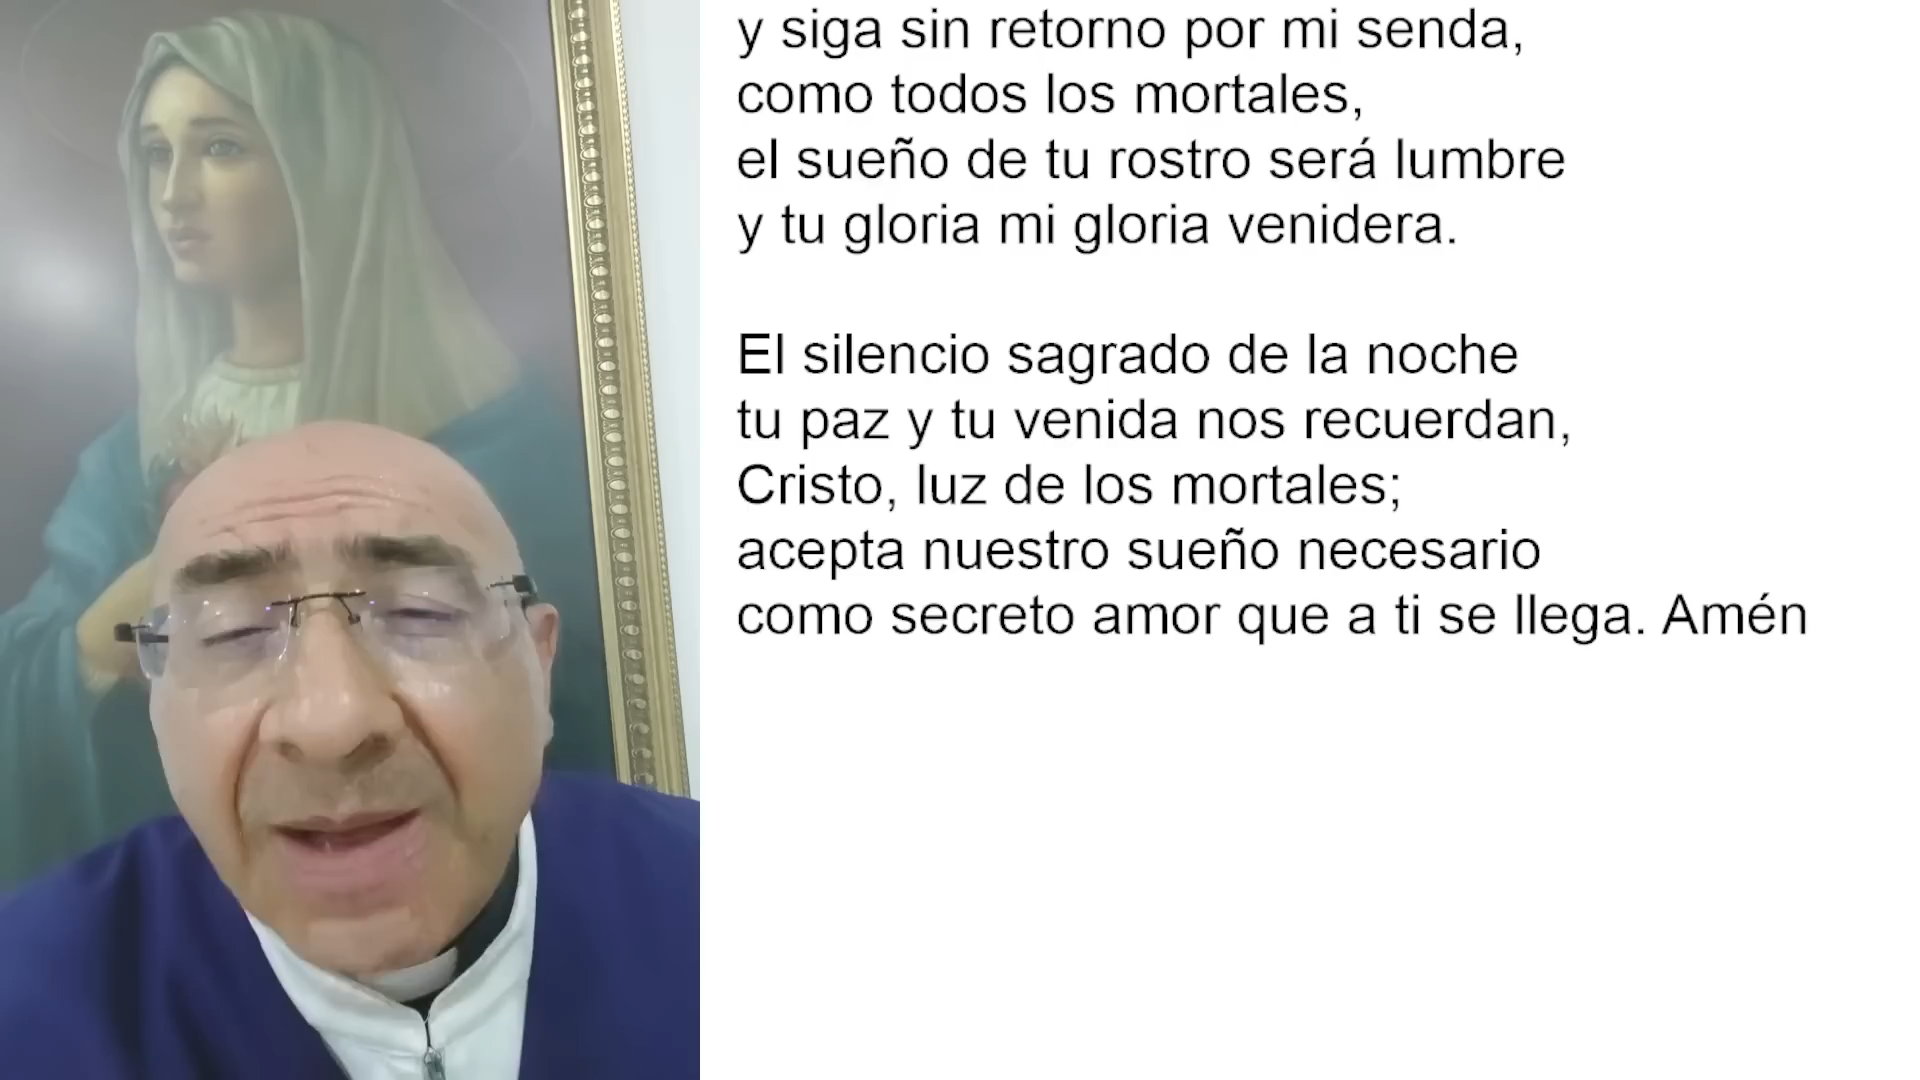 y siga sin retorno por mi senda,
como todos los mortales,
el sueño de tu rostro será lumbre
y tu gloria mi gloria venidera.
El silencio sagrado de la noche
tu paz y tu venida nos recuerdan,
Cristo, luz de los mortales;
acepta nuestro sueño necesario
como secreto amor que a ti se llega. Amén